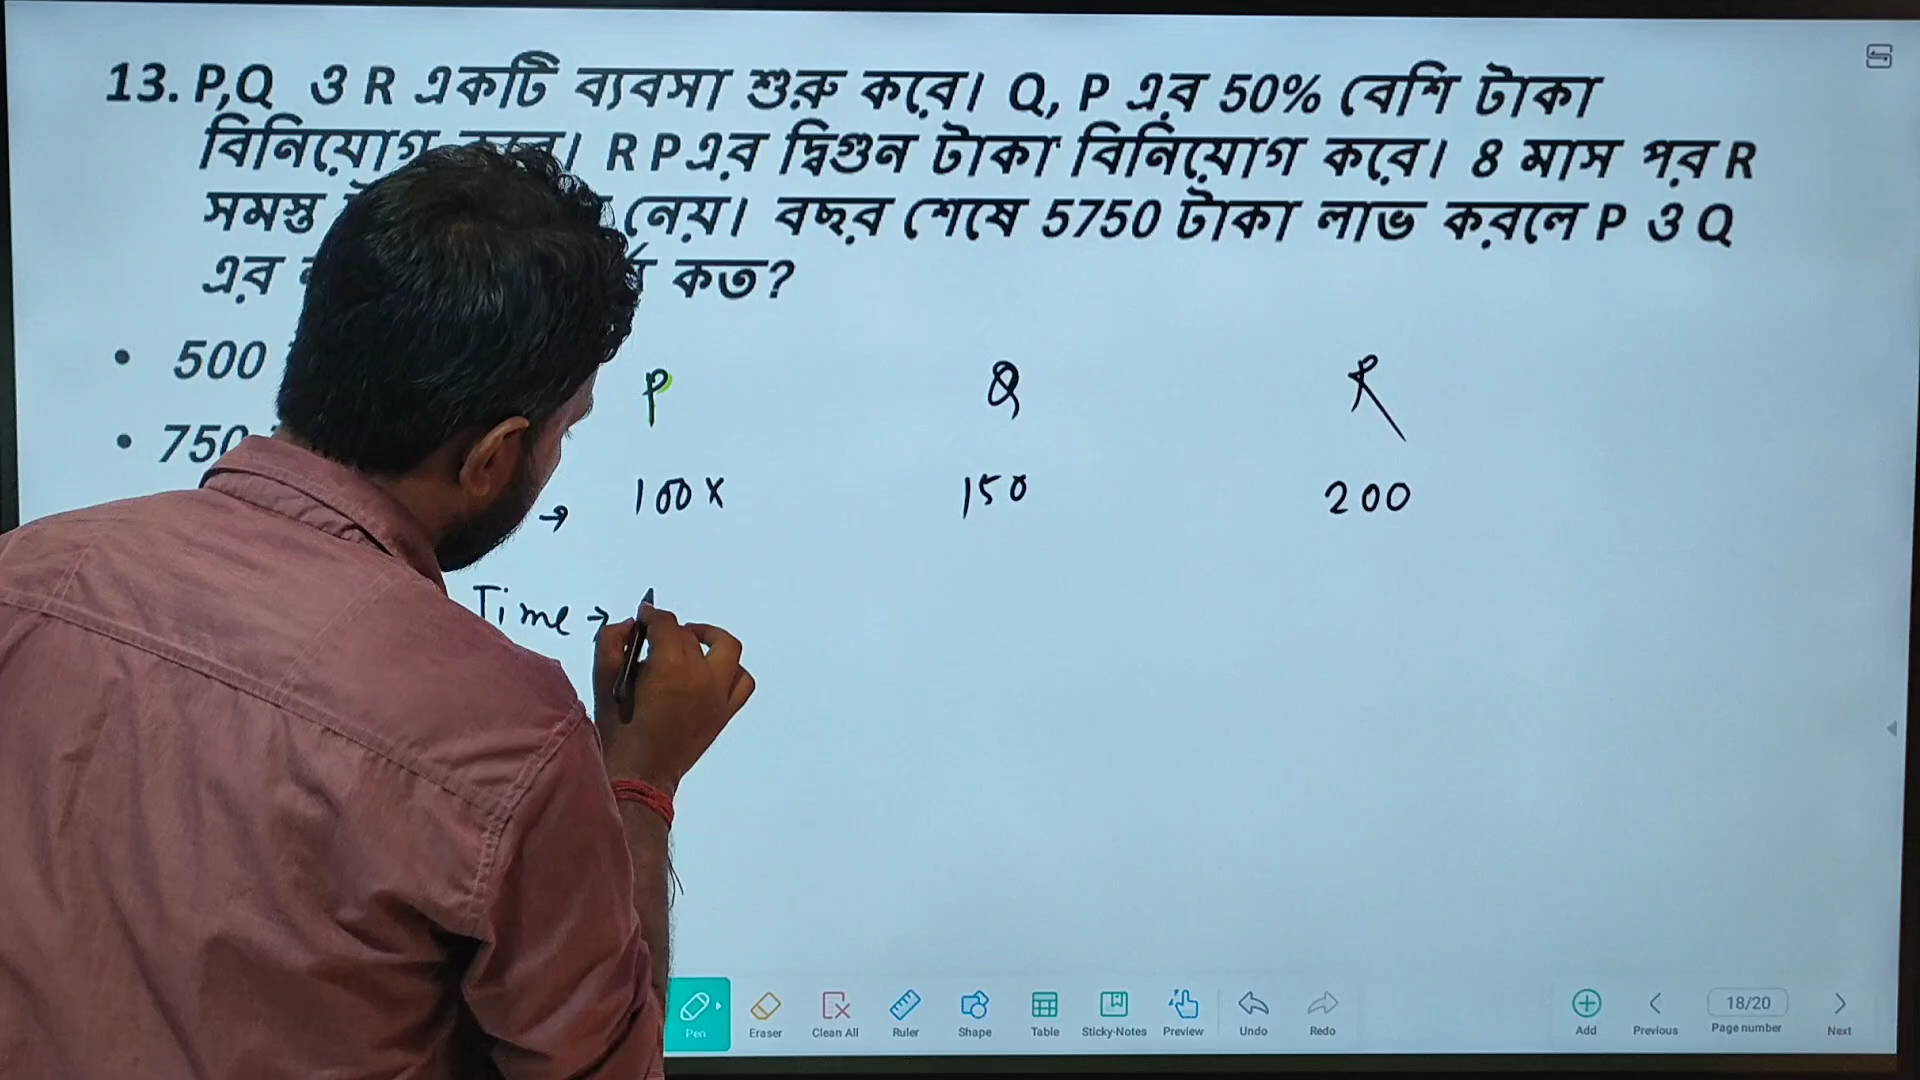 13. P,Q ও R একটি ব্যবসা শুরু করে। Q, P এর 50% বেশি টাকা
বিনিয়োগ করে। R P এর দ্বিগুন টাকা বিনিয়োগ করে। 8 মাস পর R
সমস্ত নেয়। বছর শেষে 5750 টাকা লাভ করলে P ও Q
এর কত?
• 500
• 750
P Q R
→ 100 x 150 200
Time →
Pen Eraser Clean All Ruler Shape Table Sticky-Notes Preview Undo Redo Add Previous 18/20 Page number Next